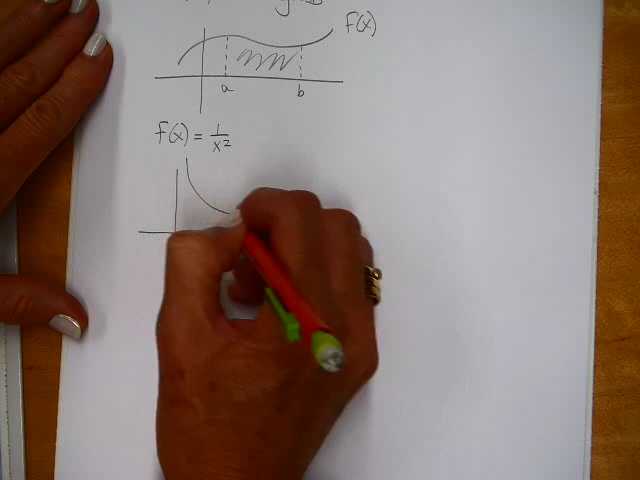 f(x)
a b
f(x) = 1/x²